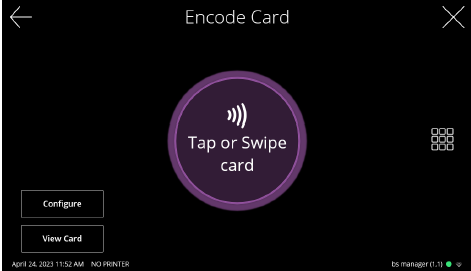 Encode Card
Tap or Swipe
card
Configure
View Card
April 24, 2023 11:52 AM NO PRINTER
bs manager (1.1)